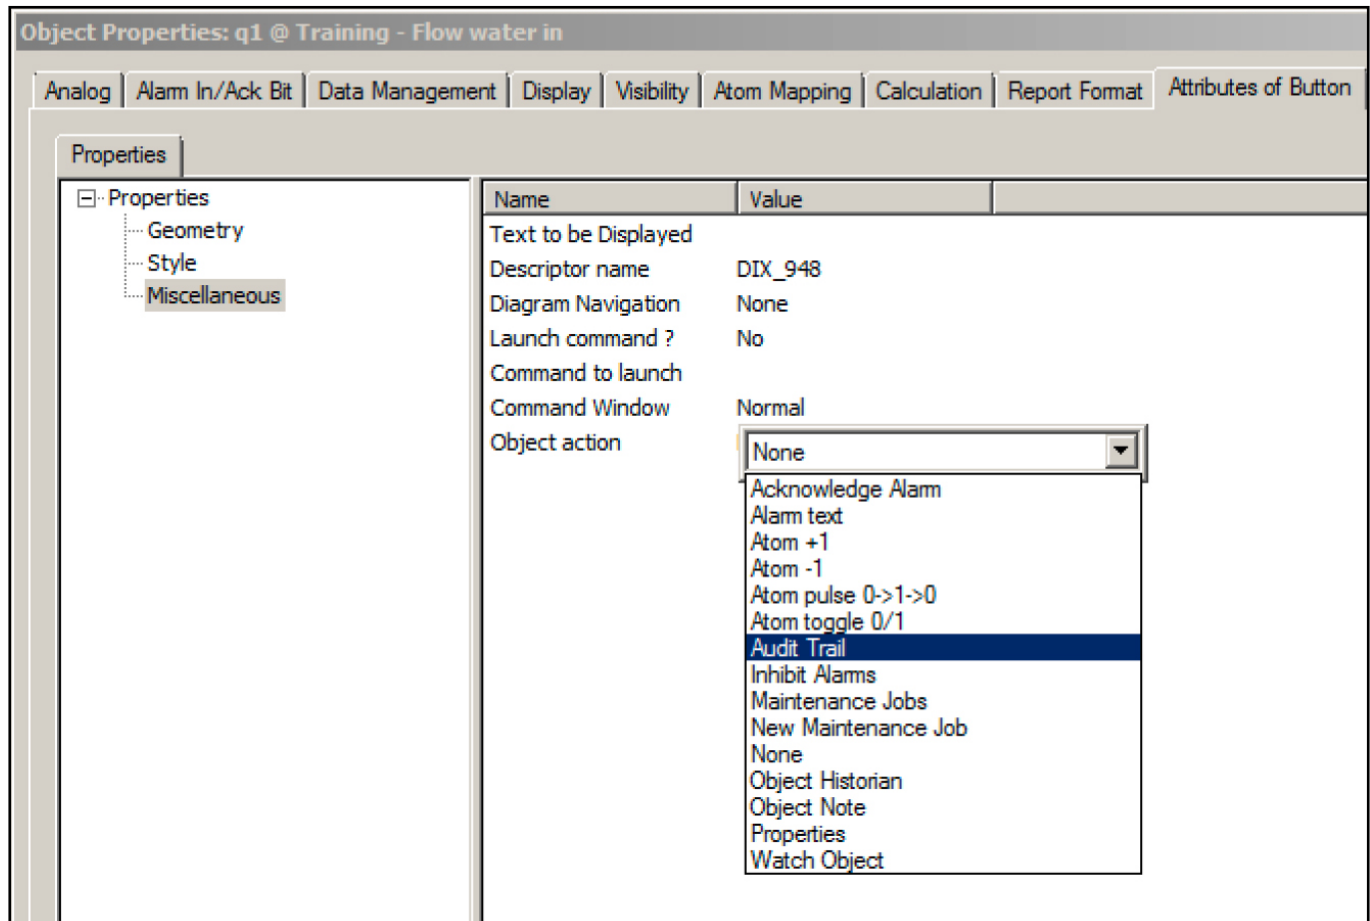 Object Properties: q1 @ Training - Flow water in
Analog Alarm In/Ack Bit Data Management Display Visibility Atom Mapping Calculation Report Format Attributes of Button
Properties
Properties
Geometry
Style
Miscellaneous
Name Value
Text to be Displayed
Descriptor name DIX_948
Diagram Navigation None
Launch command ? No
Command to launch
Command Window Normal
Object action None
Acknowledge Alarm
Alarm text
Atom +1
Atom -1
Atom pulse 0->1->0
Atom toggle 0/1
Audit Trail
Inhibit Alarms
Maintenance Jobs
New Maintenance Job
None
Object Historian
Object Note
Properties
Watch Object